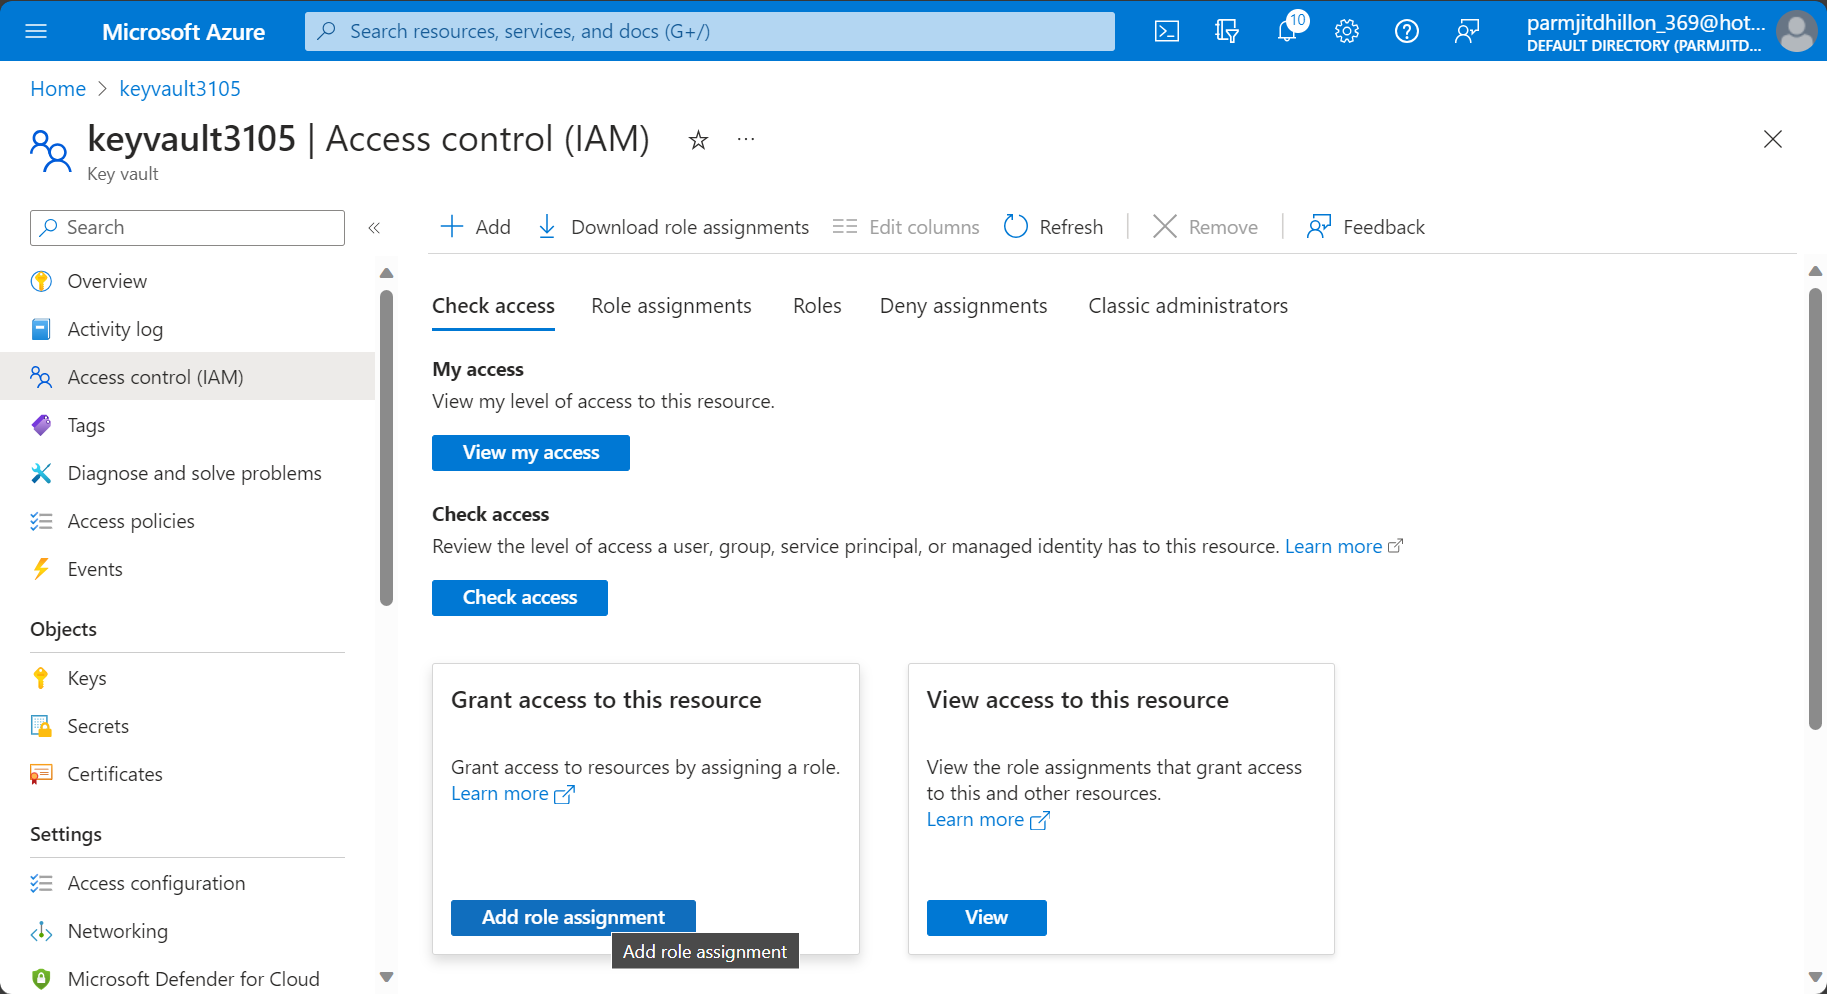 Microsoft Azure
Search resources, services, and docs (G+/)
10
parmjitdhillon_369@hot...
DEFAULT DIRECTORY (PARMJITD...
Home > keyvault3105
keyvault3105 | Access control (IAM) ☆ ...
Key vault
Search «
Overview
Activity log
Access control (IAM)
Tags
Diagnose and solve problems
Access policies
Events
Objects
Keys
Secrets
Certificates
Settings
Access configuration
Networking
Microsoft Defender for Cloud
Add Download role assignments Edit columns Refresh | Remove | Feedback
Check access Role assignments Roles Deny assignments Classic administrators
My access
View my level of access to this resource.
View my access
Check access
Review the level of access a user, group, service principal, or managed identity has to this resource. Learn more
Check access
Grant access to this resource
Grant access to resources by assigning a role.
Learn more
Add role assignment
Add role assignment
View access to this resource
View the role assignments that grant access
to this and other resources.
Learn more
View